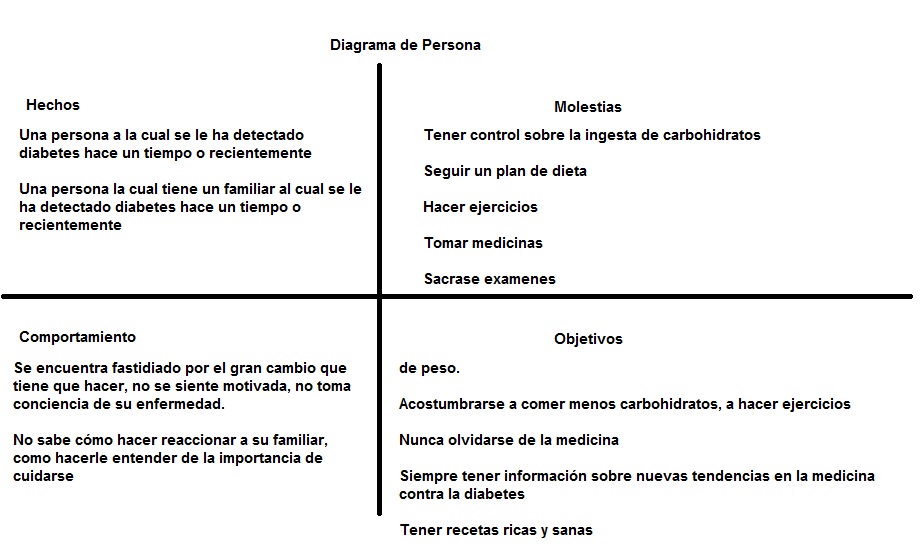 Diagrama de Persona
Hechos
Una persona a la cual se le ha detectado
diabetes hace un tiempo o recientemente
Una persona la cual tiene un familiar al cual se le
ha detectado diabetes hace un tiempo o
recientemente
Molestias
Tener control sobre la ingesta de carbohidratos
Seguir un plan de dieta
Hacer ejercicios
Tomar medicinas
Sacrase examenes
Comportamiento
Se encuentra fastidiado por el gran cambio que
tiene que hacer, no se siente motivada, no toma
conciencia de su enfermedad.
No sabe cómo hacer reaccionar a su familiar,
como hacerle entender de la importancia de
cuidarse
Objetivos
de peso.
Acostumbrarse a comer menos carbohidratos, a hacer ejercicios
Nunca olvidarse de la medicina
Siempre tener información sobre nuevas tendencias en la medicina
contra la diabetes
Tener recetas ricas y sanas